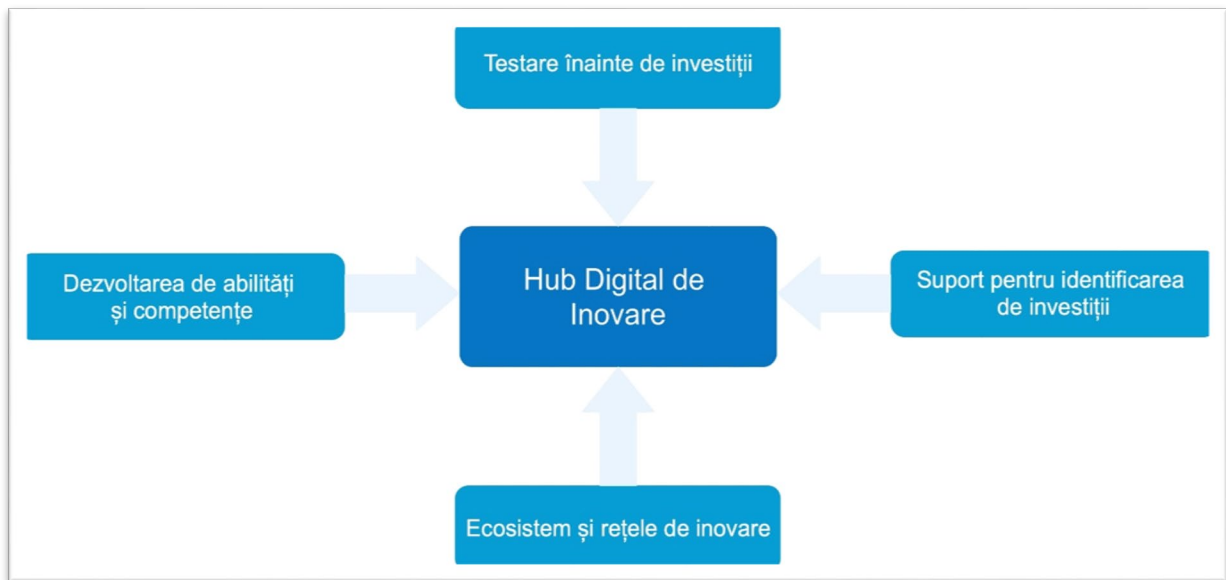 Testare înainte de investiții
Dezvoltarea de abilități
și competențe
Hub Digital de
Inovare
Suport pentru identificarea
de investiții
Ecosistem și rețele de inovare